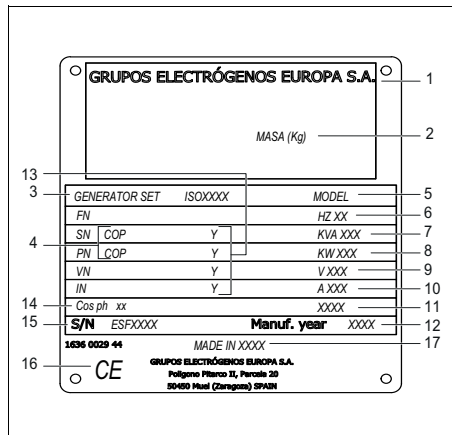 GRUPOS ELECTRÓGENOS EUROPA S.A. 1
MASA (Kg) 2
13
3 GENERATOR SET ISOXXXX MODEL 5
FN HZ XX 6
4 SN COP Y KVA XXX 7
PN COP Y KW XXX 8
VN Y V XXX 9
IN Y A XXX 10
14 Cos ph xx XXXX 11
15 S/N ESFXXXX Manuf. year XXXX 12
1636 0029 44 MADE IN XXXX 17
16 CE GRUPOS ELECTRÓGENOS EUROPA S.A.
Polígono Pitarco II, Parcela 20
50450 Muel (Zaragoza) SPAIN